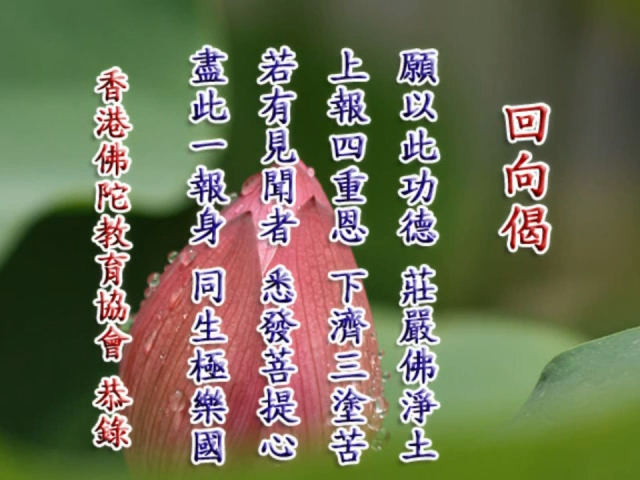 回向偈
願以此功德 莊嚴佛淨土
上報四重恩 下濟三塗苦
若有見聞者 悉發菩提心
盡此一報身 同生極樂國
香港佛陀教育協會 恭錄